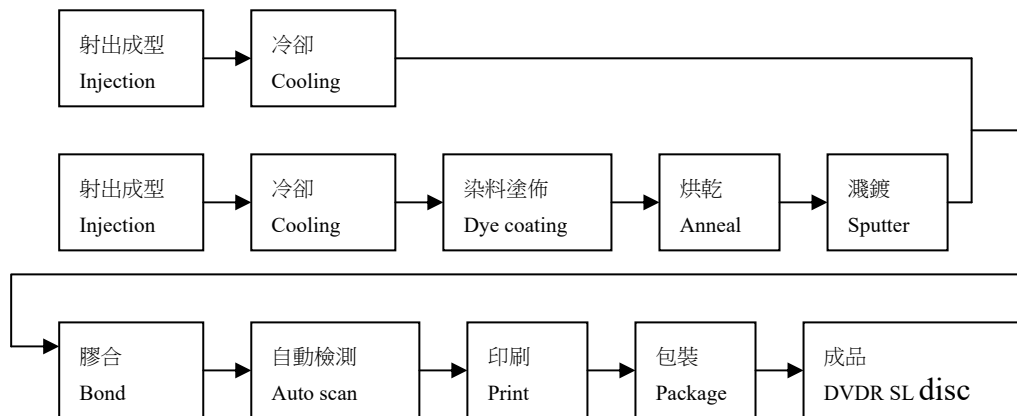 射出成型
Injection
冷卻
Cooling
射出成型
Injection
冷卻
Cooling
染料塗佈
Dye coating
烘乾
Anneal
濺鍍
Sputter
膠合
Bond
自動檢測
Auto scan
印刷
Print
包裝
Package
成品
DVDR SL disc